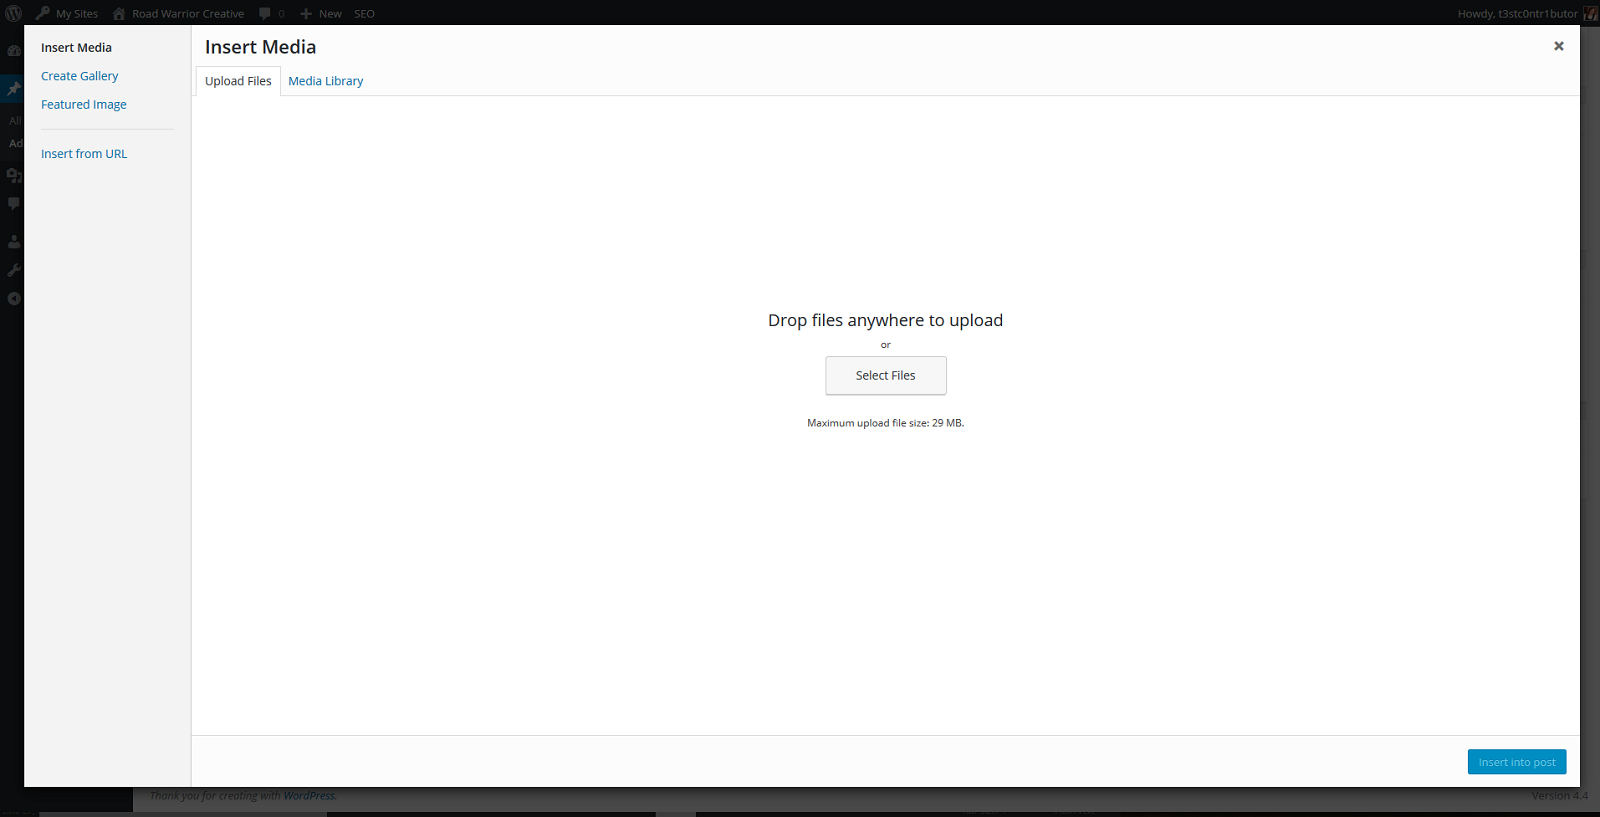 My Sites Road Warrior Creative 0 New SEO Howdy, t3stc0ntr1butor
Insert Media
Create Gallery
Featured Image
Insert from URL
All
Ad
Insert Media
Upload Files Media Library
Drop files anywhere to upload
or
Select Files
Maximum upload file size: 29 MB.
Insert into post
Thank you for creating with WordPress. Version 4.4